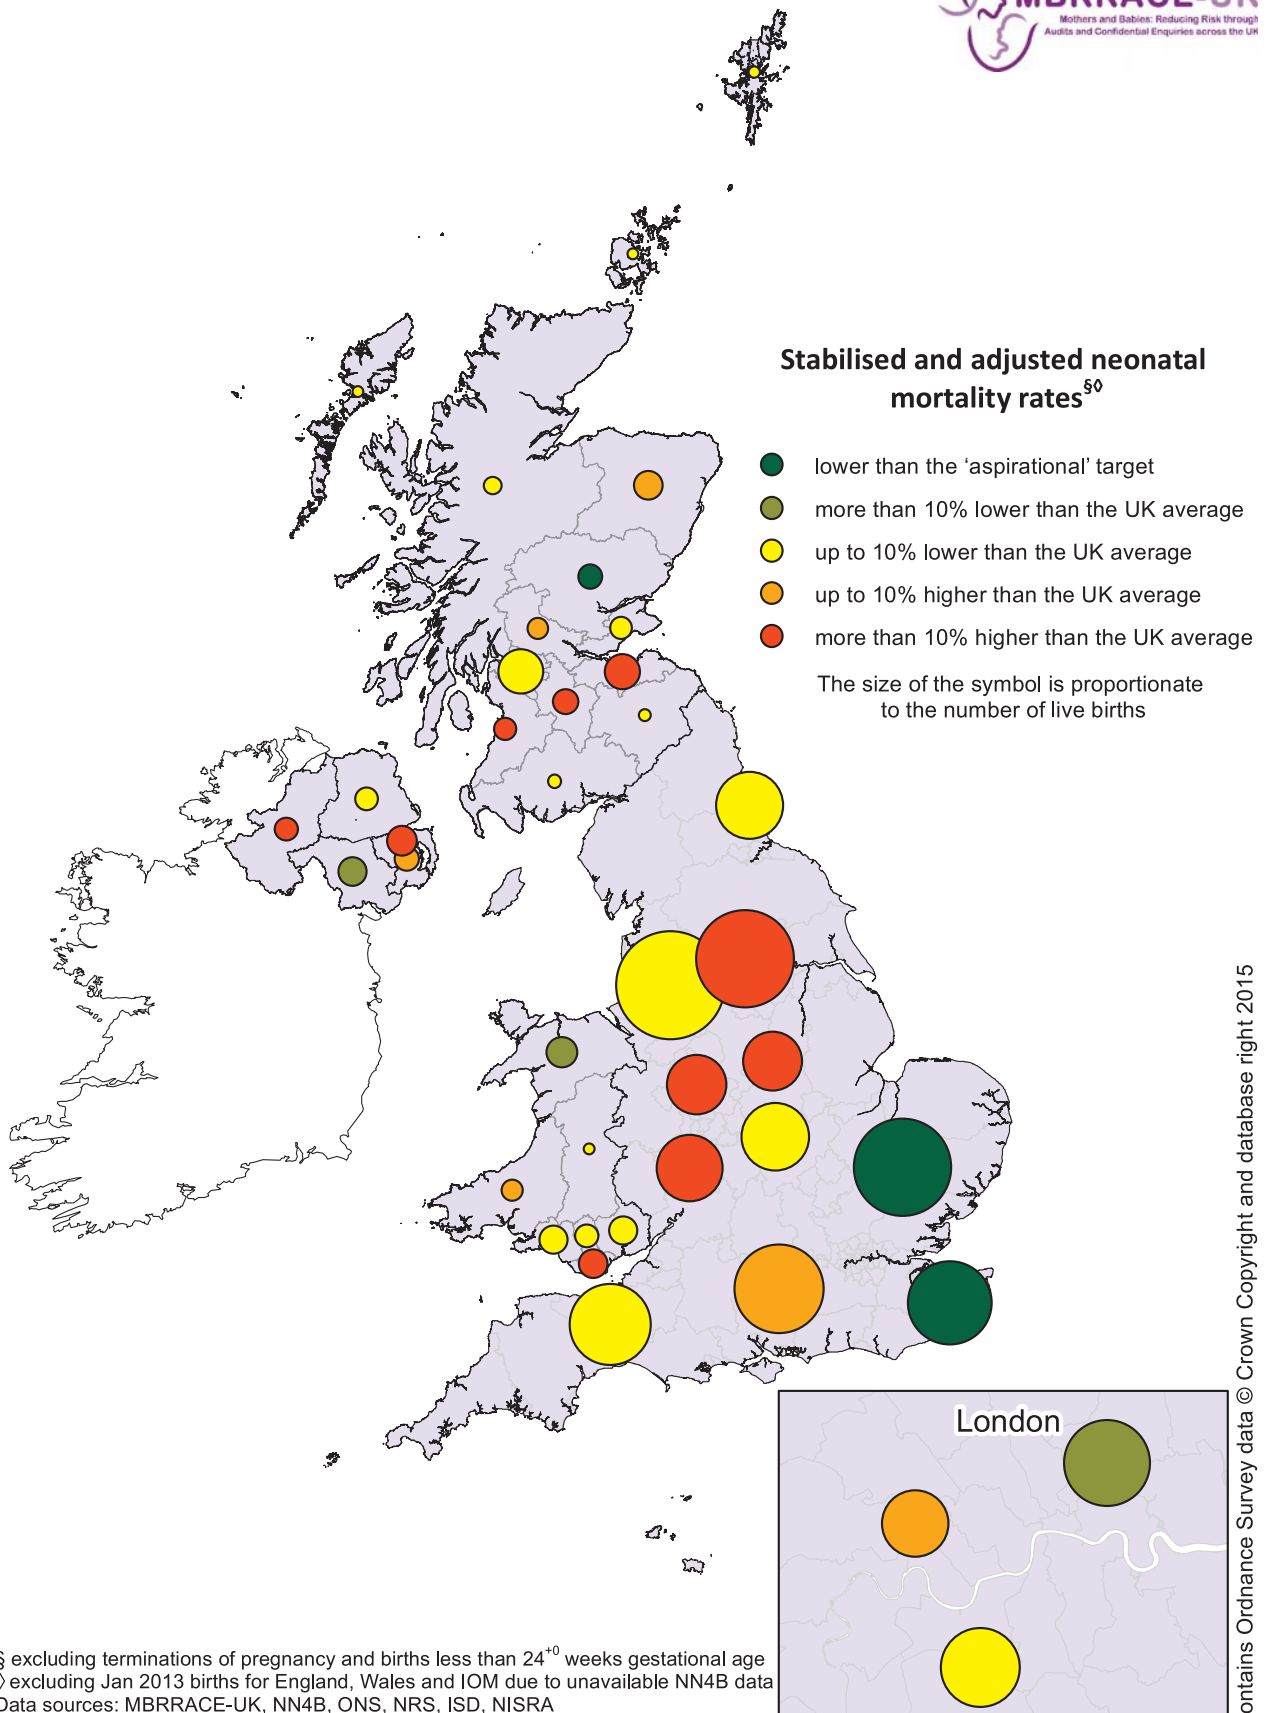 MBRRACE-UK
Mothers and Babies: Reducing Risk through
Audits and Confidential Enquiries across the UK
Stabilised and adjusted neonatal
mortality rates§◊
lower than the ‘aspirational’ target
more than 10% lower than the UK average
up to 10% lower than the UK average
up to 10% higher than the UK average
more than 10% higher than the UK average
The size of the symbol is proportionate
to the number of live births
London
§ excluding terminations of pregnancy and births less than 24+0 weeks gestational age
◊ excluding Jan 2013 births for England, Wales and IOM due to unavailable NN4B data
Data sources: MBRRACE-UK, NN4B, ONS, NRS, ISD, NISRA
ontains Ordnance Survey data © Crown Copyright and database right 2015